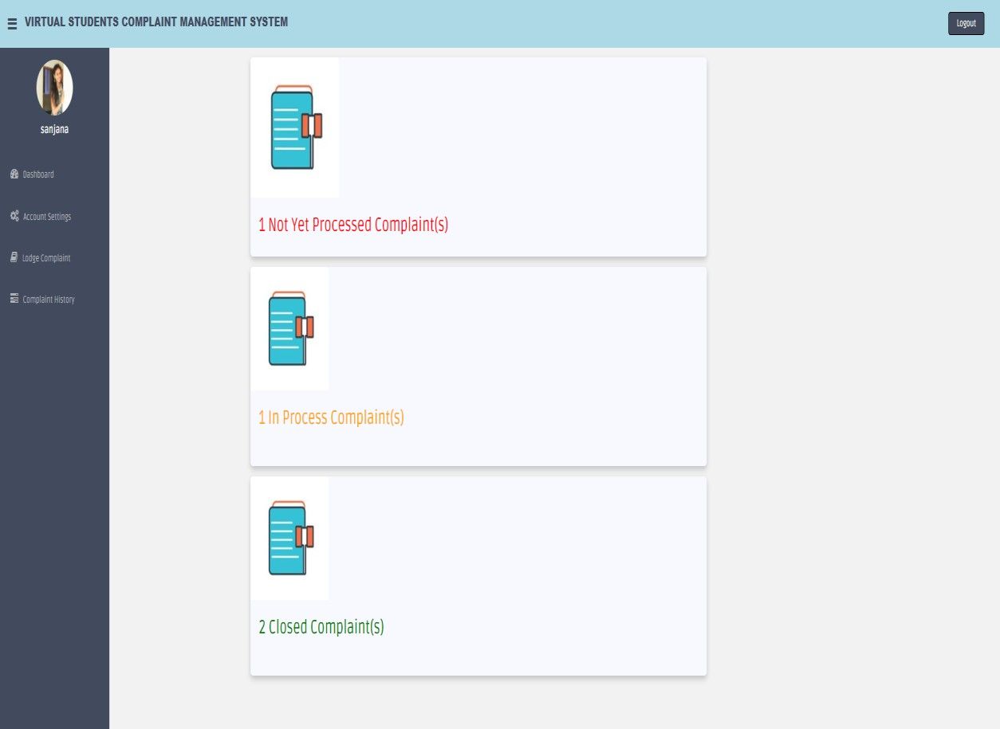 VIRTUAL STUDENTS COMPLAINT MANAGEMENT SYSTEM
Logout
sanjana
Dashboard
Account Settings
Lodge Complaint
Complaint History
1 Not Yet Processed Complaint(s)
1 In Process Complaint(s)
2 Closed Complaint(s)